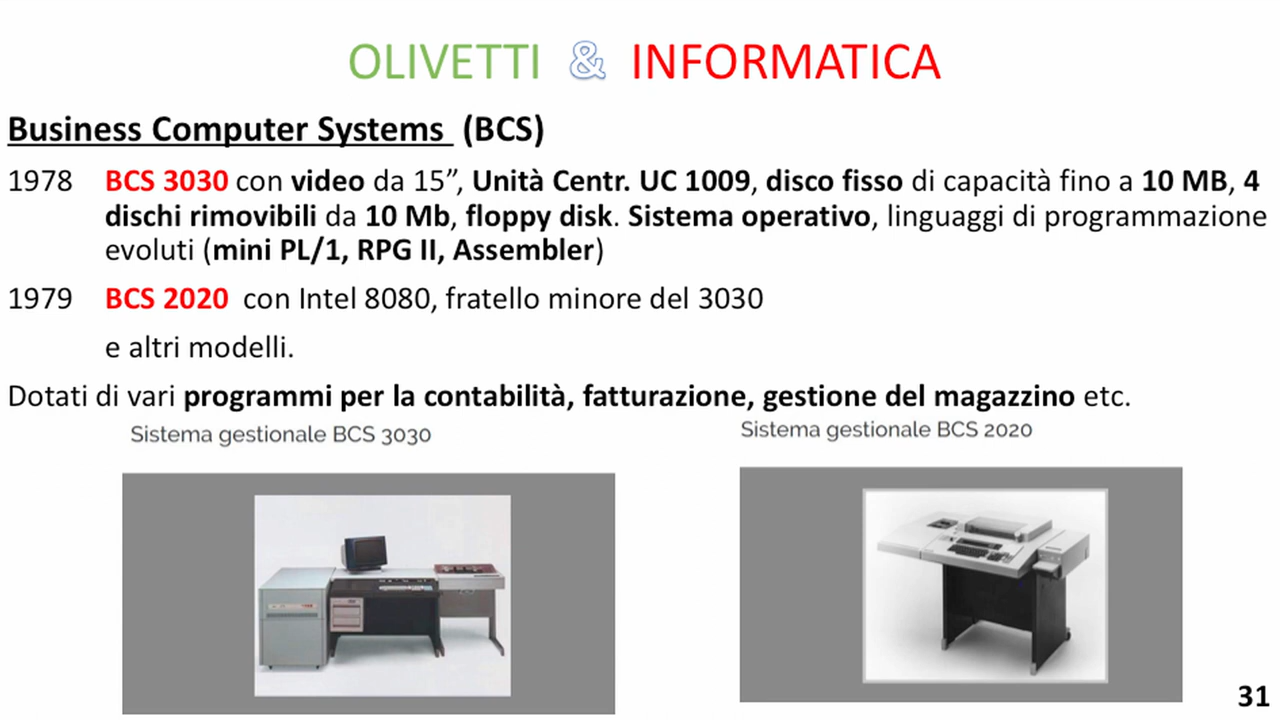 OLIVETTI & INFORMATICA
Business Computer Systems (BCS)
1978 BCS 3030 con video da 15”, Unità Centr. UC 1009, disco fisso di capacità fino a 10 MB, 4
dischi rimovibili da 10 Mb, floppy disk. Sistema operativo, linguaggi di programmazione
evoluti (mini PL/1, RPG II, Assembler)
1979 BCS 2020 con Intel 8080, fratello minore del 3030
e altri modelli.
Dotati di vari programmi per la contabilità, fatturazione, gestione del magazzino etc.
Sistema gestionale BCS 3030
Sistema gestionale BCS 2020
31